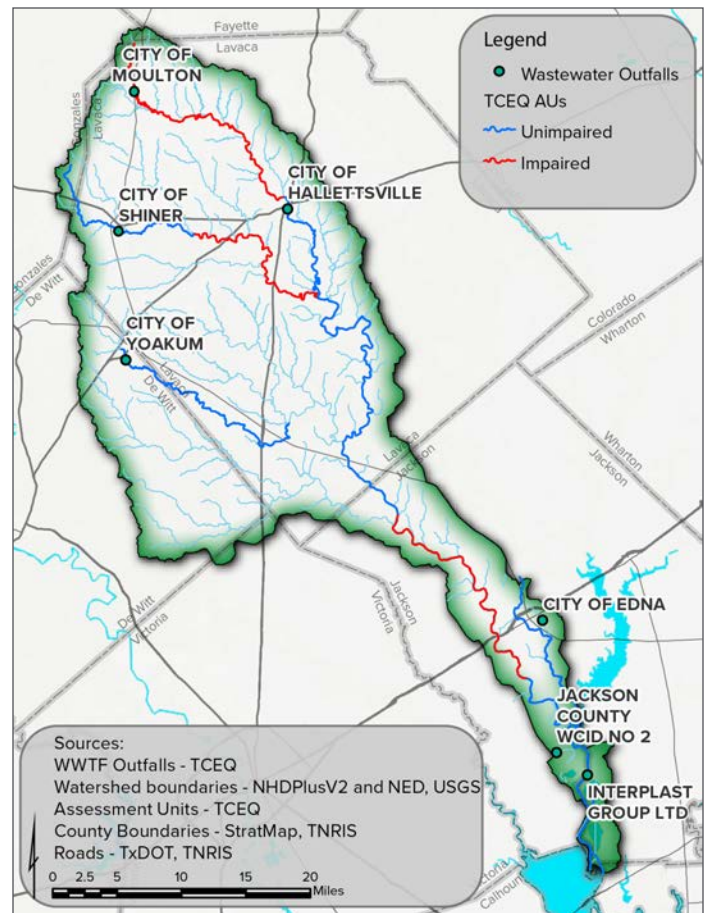 Fayette
Lavaca
CITY OF
MOULTON
Gonzales
Lavaca
Legend
Wastewater Outfalls
TCEQ AUs
Unimpaired
Impaired
CITY OF
HALLETTSVILLE
CITY OF
SHINER
Gonzales
De Witt
Colorado
Wharton
CITY OF
YOAKUM
Lavaca
De Witt
Lavaca
Jackson
Wharton
Jackson
De Witt
Victoria
Jackson
Victoria
CITY OF EDNA
JACKSON
COUNTY
WCID NO 2
INTERPLAST
GROUP LTD
Sources:
WWTF Outfalls - TCEQ
Watershed boundaries - NHDPlusV2 and NED, USGS
Assessment Units - TCEQ
County Boundaries - StratMap, TNRIS
Roads - TxDOT, TNRIS
0 2.5 5 10 15 20
Miles
Calhoun